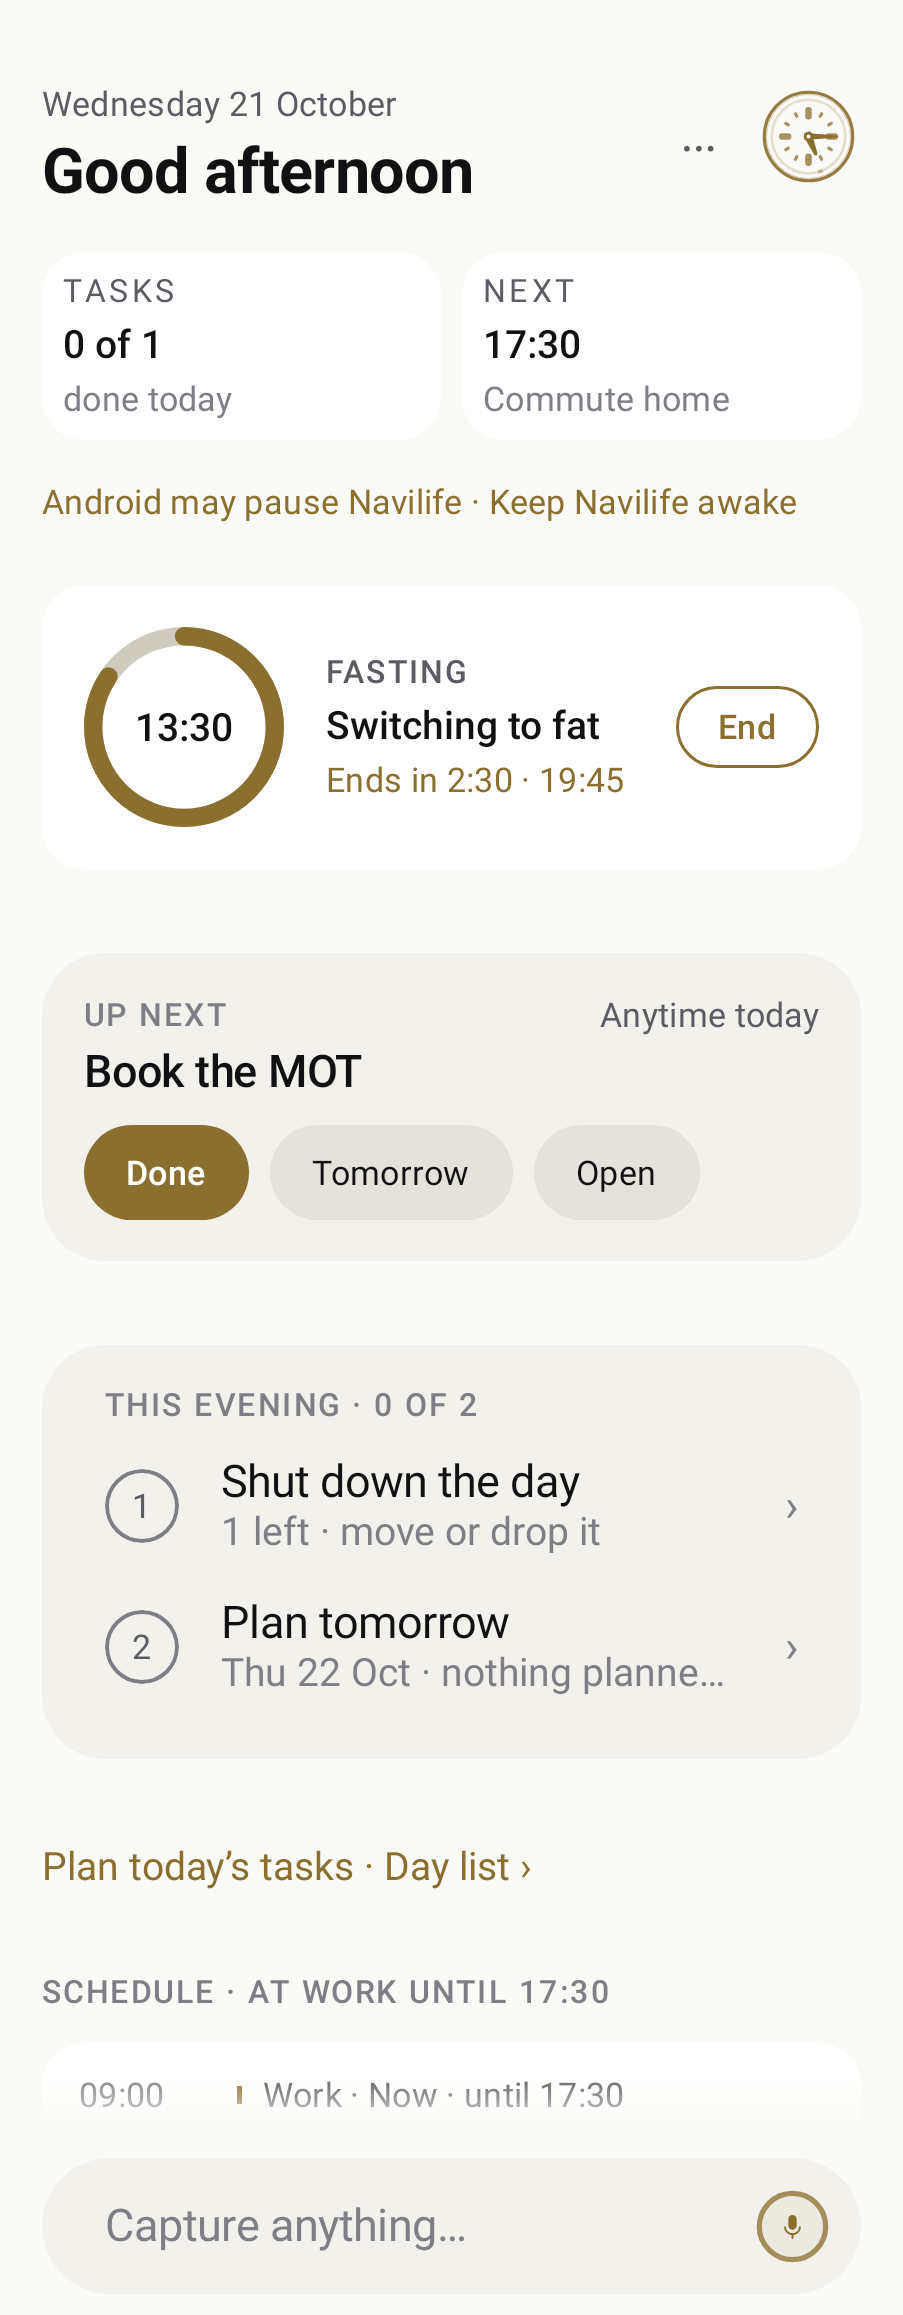 Wednesday 21 October
Good afternoon
...
TASKS
0 of 1
done today
NEXT
17:30
Commute home
Android may pause Navilife · Keep Navilife awake
13:30
FASTING
Switching to fat
Ends in 2:30 · 19:45
End
UP NEXT
Anytime today
Book the MOT
Done
Tomorrow
Open
THIS EVENING · 0 OF 2
1
Shut down the day
1 left · move or drop it
›
2
Plan tomorrow
Thu 22 Oct · nothing planne...
›
Plan today’s tasks · Day list ›
SCHEDULE · AT WORK UNTIL 17:30
09:00
Work · Now · until 17:30
Capture anything...